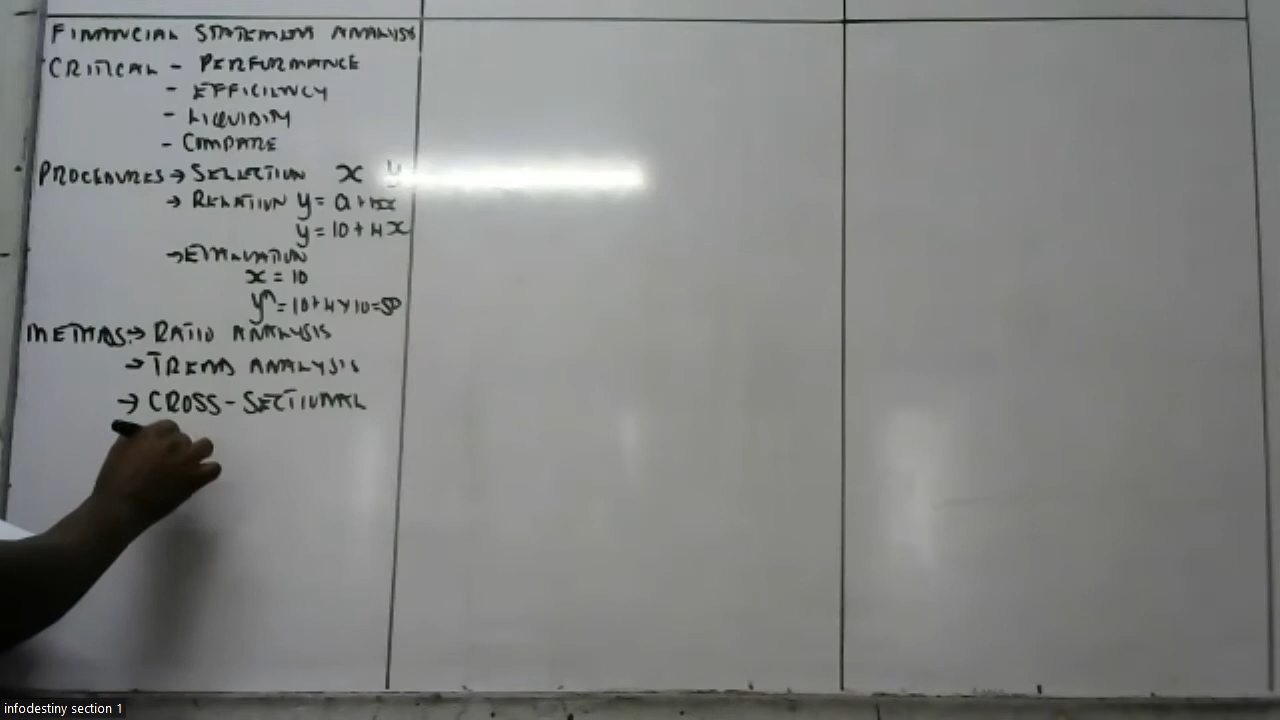 FINANCIAL STATEMENT ANALYSIS
CRITICAL - PERFORMANCE
- EFFICIENCY
- LIQUIDITY
- COMPARE
PROCEDURES → SELECTION x y
→ RELATION y = a + bx
y = 10 + 4x
→ EVALUATION
x = 10
y = 10 + 4 x 10 = 50
METHODS → RATIO ANALYSIS
→ TREND ANALYSIS
→ CROSS-SECTIONAL
infodestiny section 1